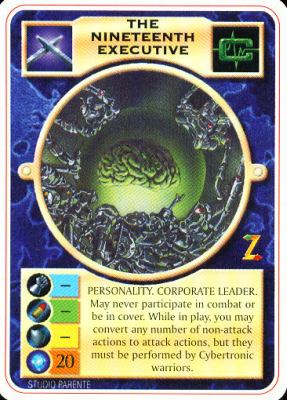 THE
NINETEENTH
EXECUTIVE
Z
–
–
–
20
PERSONALITY. CORPORATE LEADER.
May never participate in combat or
be in cover. While in play, you may
convert any number of non-attack
actions to attack actions, but they
must be performed by Cybertronic
warriors.
STUDIO PARENTE